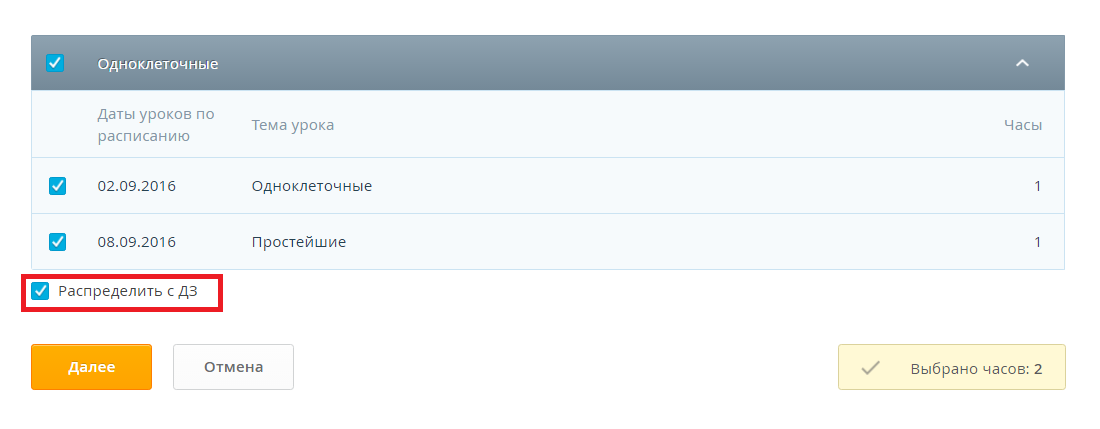 Одноклеточные
Даты уроков по
расписанию
Тема урока
Часы
02.09.2016 Одноклеточные 1
08.09.2016 Простейшие 1
Распределить с ДЗ
Далее
Отмена
Выбрано часов: 2